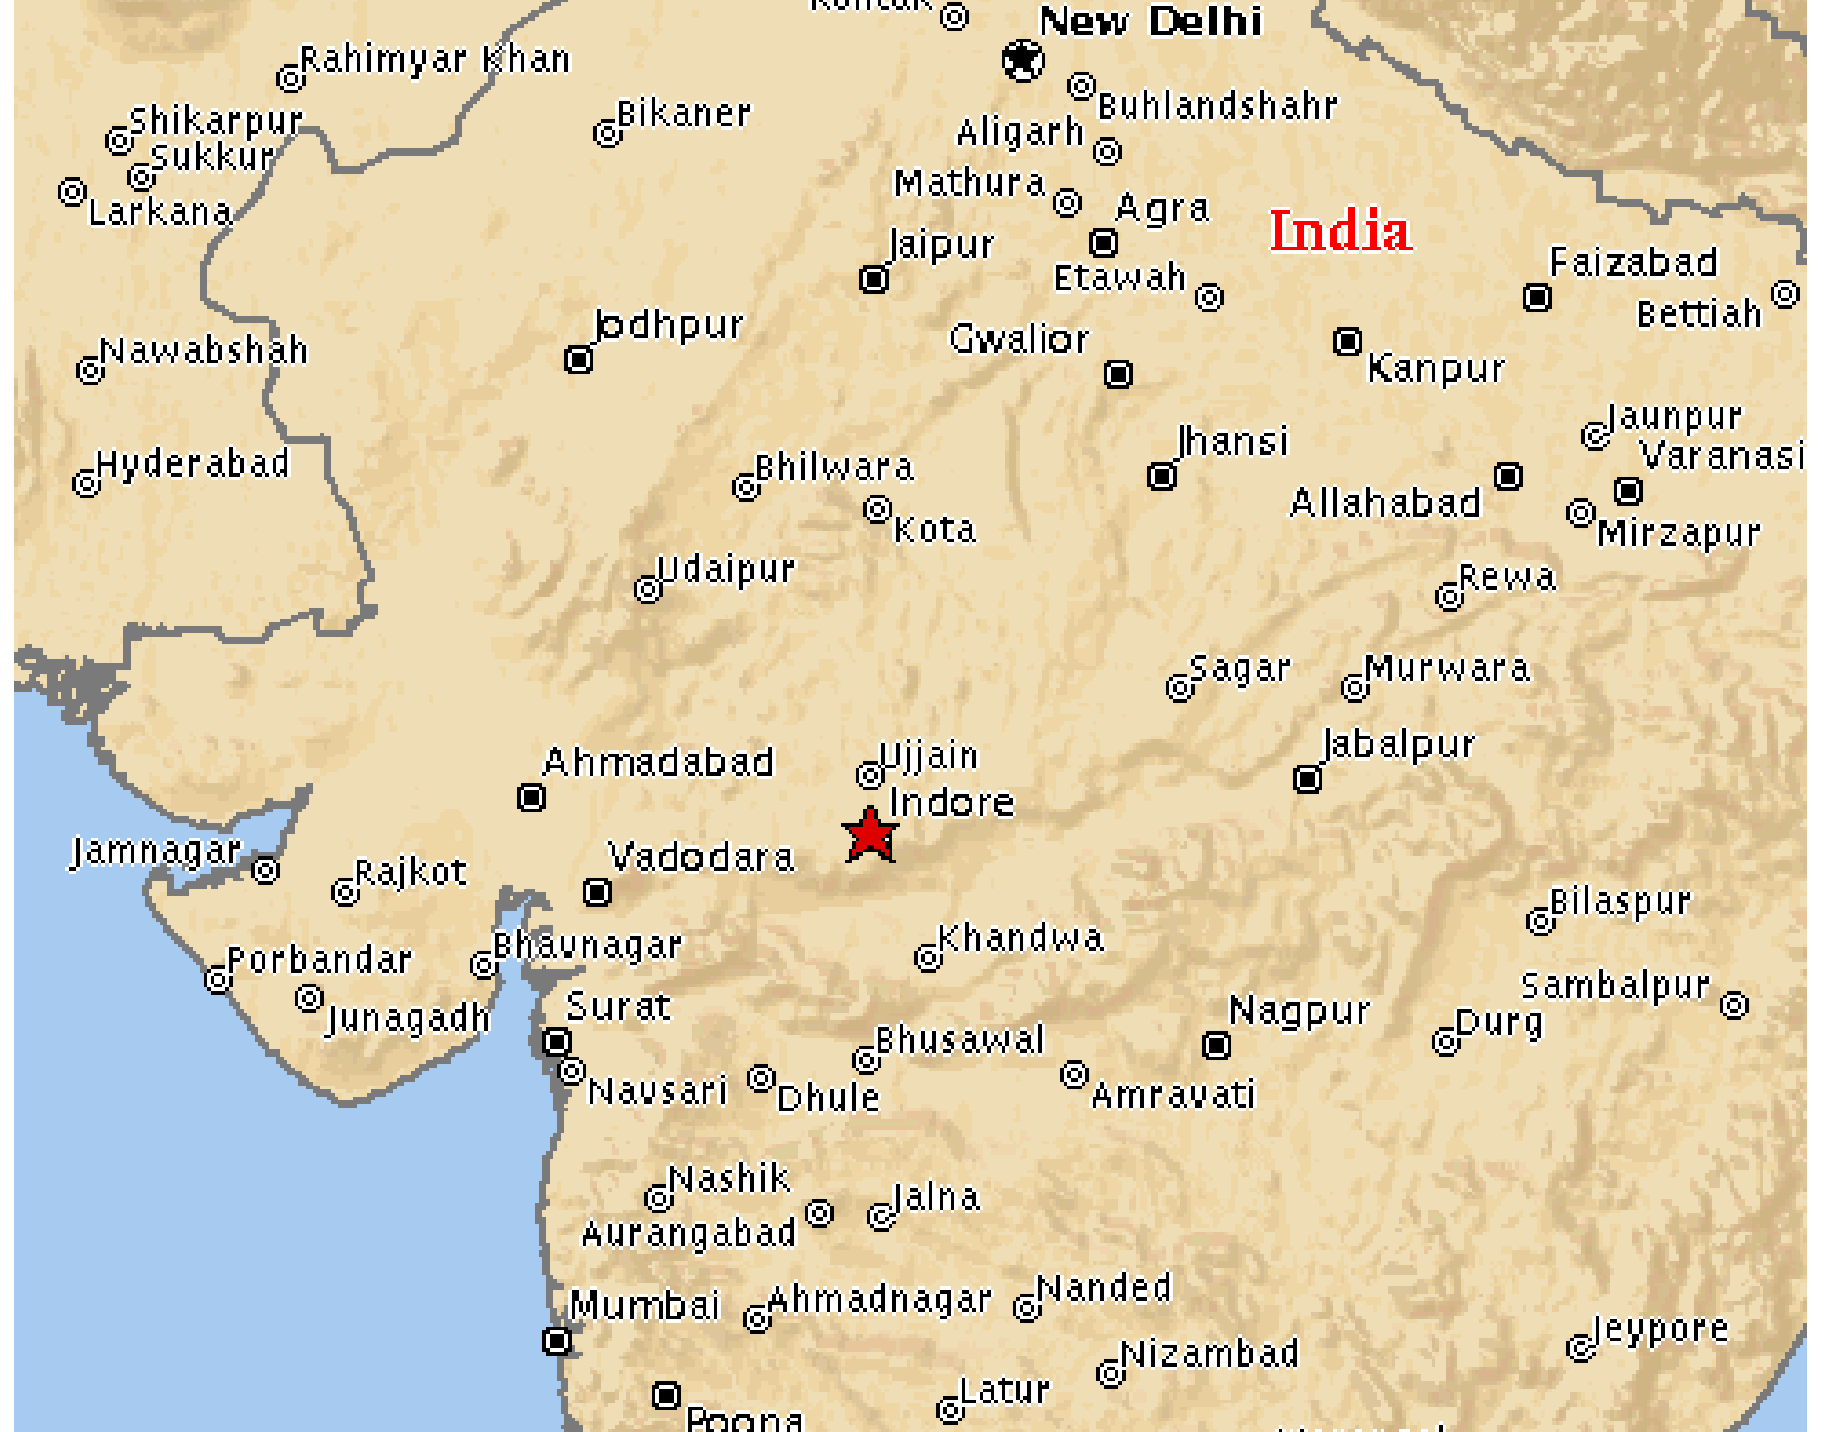 New Delhi
Rahimyar Khan
Buhlandshahr
Bikaner
Shikarpur
Aligarh
Sukkur
Mathura
Larkana
Agra
India
Jaipur
Faizabad
Etawah
Bettiah
Jodhpur
Gwalior
Nawabshah
Kanpur
Jaunpur
Jhansi
Varanasi
Hyderabad
Bhilwara
Allahabad
Kota
Mirzapur
Udaipur
Rewa
Sagar
Murwara
Jabalpur
Ujjain
Ahmadabad
Indore
Jamnagar
Vadodara
Rajkot
Bilaspur
Khandwa
Bhavnagar
Porbandar
Sambalpur
Surat
Nagpur
Junagadh
Durg
Bhusawal
Navsari
Dhule
Amravati
Nashik
Jalna
Aurangabad
Nanded
Ahmadnagar
Mumbai
Jeypore
Nizambad
Latur
Poona